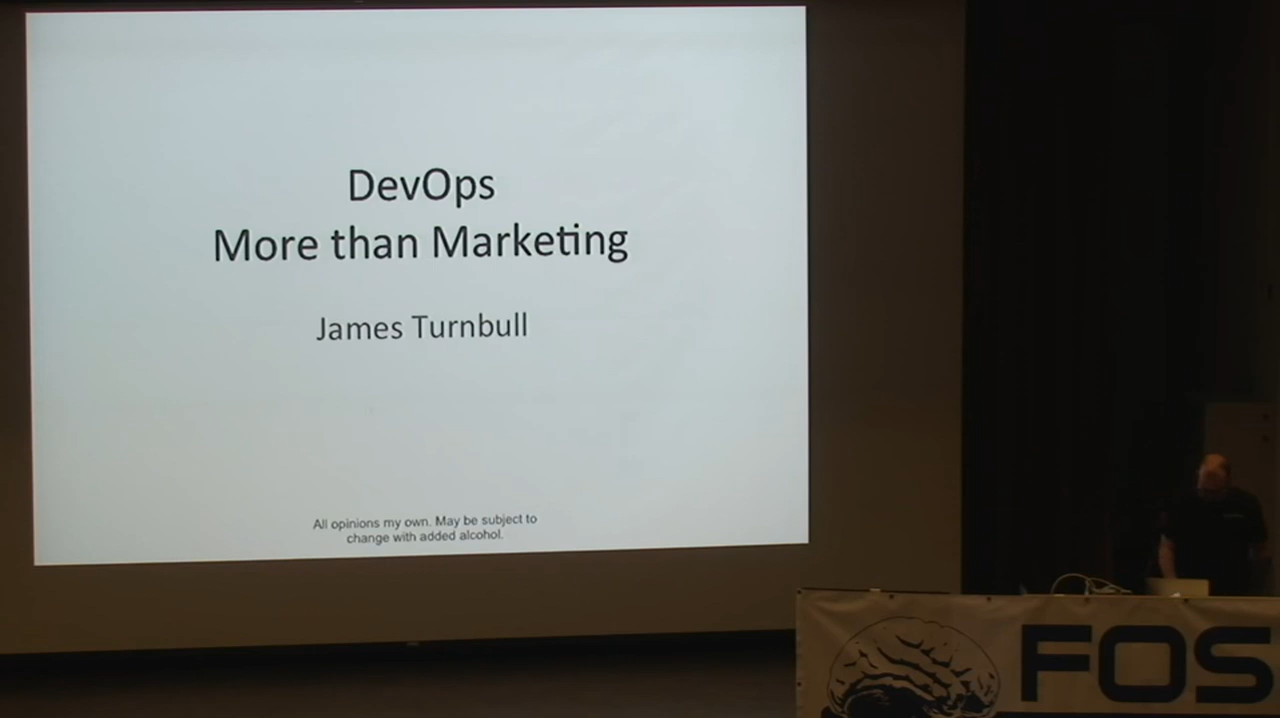 DevOps
More than Marketing
James Turnbull
All opinions my own. May be subject to
change with added alcohol.
FOS